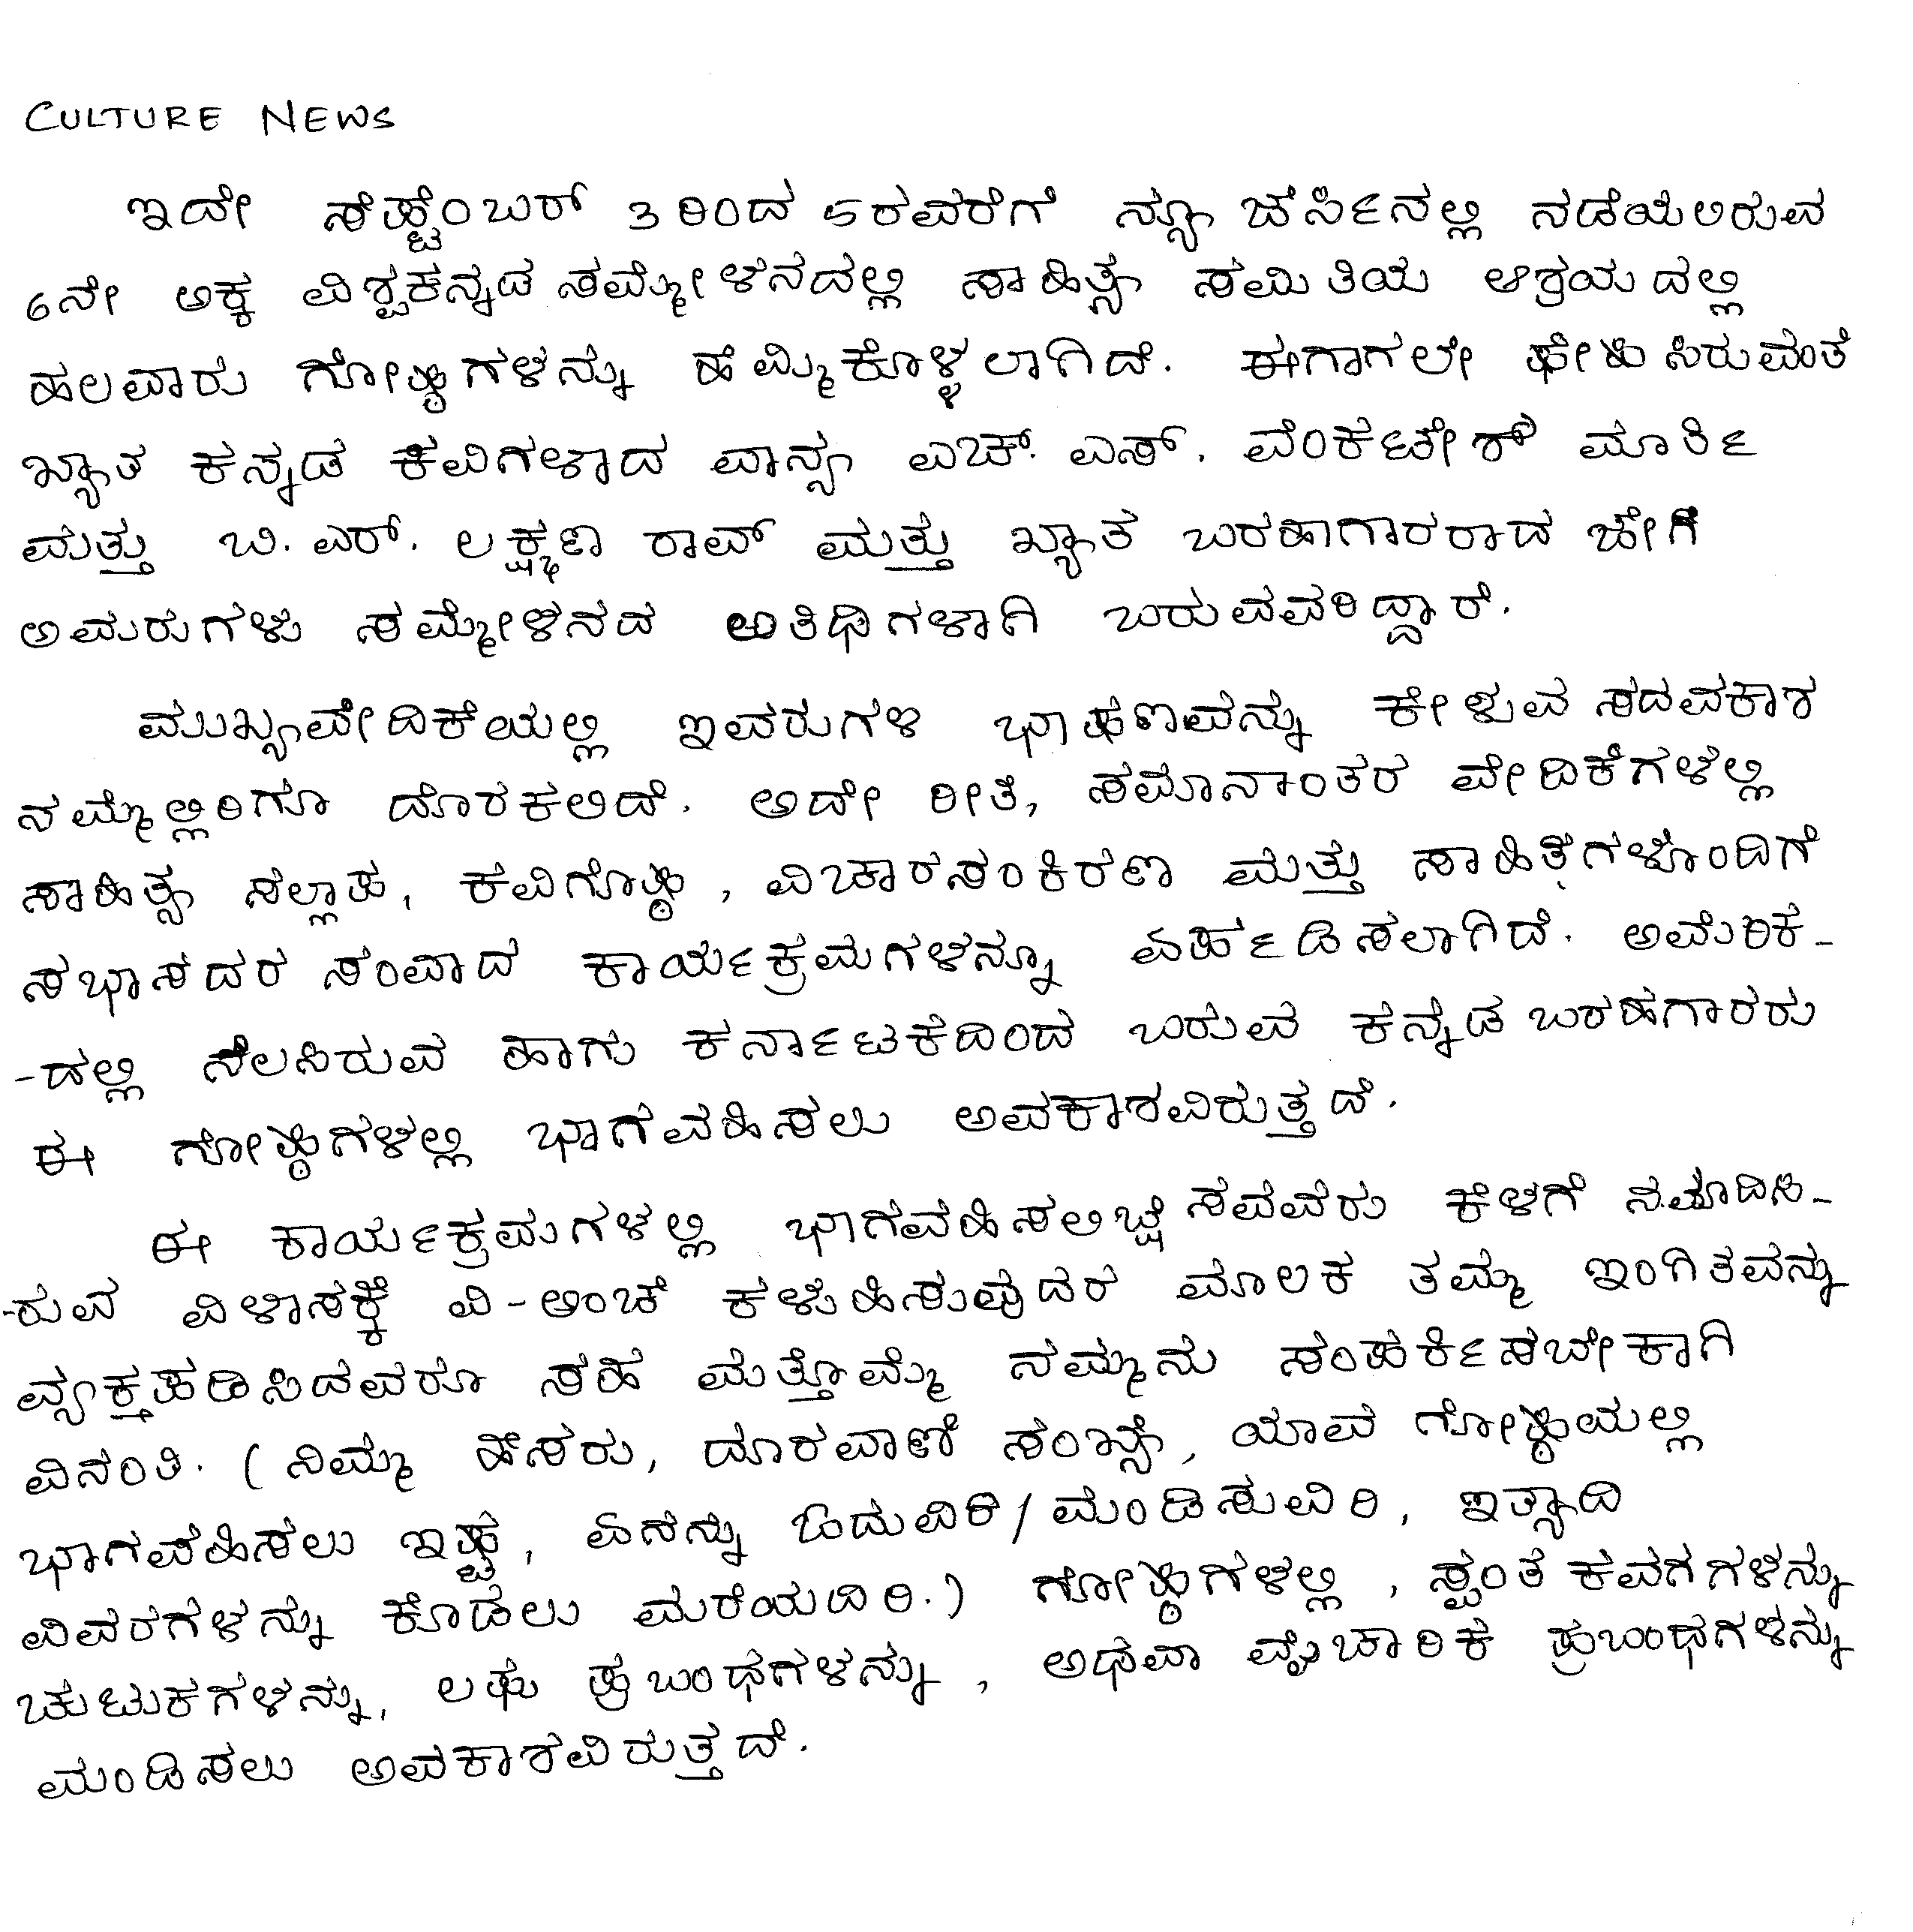 CULTURE NEWS
ಇದೇ ಸೆಪ್ಟೆಂಬರ್ 3 ರಿಂದ 5ರವರೆಗೆ ನ್ಯೂ ಜೆರ್ಸಿನಲ್ಲಿ ನಡೆಯಲಿರುವ
6ನೇ ಅಕ್ಕ ವಿಶ್ವಕನ್ನಡ ಸಮ್ಮೇಳನದಲ್ಲಿ ಸಾಹಿತ್ಯ ಸಮಿತಿಯ ಆಶ್ರಯದಲ್ಲಿ
ಹಲವಾರು ಗೋಷ್ಠಿಗಳನ್ನು ಹಮ್ಮಿಕೊಳ್ಳಲಾಗಿದೆ. ಈಗಾಗಲೇ ಘೋಷಿಸಿರುವಂತೆ
ಖ್ಯಾತ ಕನ್ನಡ ಕವಿಗಳಾದ ಮಾನ್ಯ ಎಚ್. ಎಸ್. ವೆಂಕಟೇಶ್ ಮೂರ್ತಿ
ಮತ್ತು ಬಿ. ಎರ್. ಲಕ್ಷ್ಮಣ ರಾವ್ ಮತ್ತು ಖ್ಯಾತ ಬರಹಾಗಾರರಾದ ಜೋಗಿ
ಅವರುಗಳು ಸಮ್ಮೇಳನದ ಅತಿಥಿಗಳಾಗಿ ಬರುವವರಿದ್ದಾರೆ.
ಮುಖ್ಯವೇದಿಕೆಯಲ್ಲಿ ಇವರುಗಳ ಭಾಷಣವನ್ನು ಕೇಳುವ ಸದವಕಾಶ
ನಮ್ಮೆಲ್ಲರಿಗೂ ದೊರಕಲಿದೆ. ಅದೇ ರೀತಿ, ಸಮಾನಾಂತರ ವೇದಿಕೆಗಳಲ್ಲಿ
ಸಾಹಿತ್ಯ ಸಲ್ಲಾಪ, ಕವಿಗೊಷ್ಠಿ, ವಿಚಾರಸಂಕಿರಣ ಮತ್ತು ಸಾಹಿತಿಗಳೊಂದಿಗೆ
ಸಭಾಸದರ ಸಂವಾದ ಕಾರ್ಯಕ್ರಮಗಳನ್ನೂ ಏರ್ಪಡಿಸಲಾಗಿದೆ. ಅಮೆರಿಕ-
-ದಲ್ಲಿ ನೆಲಸಿರುವ ಹಾಗು ಕರ್ನಾಟಕದಿಂದ ಬರುವ ಕನ್ನಡ ಬರಹಗಾರರು
ಈ ಗೋಷ್ಠಿಗಳಲ್ಲಿ ಭಾಗವಹಿಸಲು ಅವಕಾಶವಿರುತ್ತದೆ.
ಈ ಕಾರ್ಯಕ್ರಮಗಳಲ್ಲಿ ಭಾಗವಹಿಸಲಿಚ್ಛೆಸುವವರು ಕೆಳಗೆ ನಮೂದಿಸಿ-
-ರುವ ವಿಳಾಸಕ್ಕೆ ವಿ-ಅಂಚೆ ಕಳುಹಿಸುವುದರ ಮೂಲಕ ತಮ್ಮ ಇಂಗಿತವನ್ನು
ವ್ಯಕ್ತಪಡಿಸಿದವರೂ ಸಹ ಮತ್ತೊಮ್ಮೆ ನಮ್ಮನು ಸಂಪರ್ಕಿಸಬೇಕಾಗಿ
ವಿನಂತಿ. (ನಿಮ್ಮ ಹೆಸರು, ದೂರವಾಣಿ ಸಂಖ್ಯೆ, ಯಾವ ಗೋಷ್ಠಿಯಲ್ಲಿ
ಭಾಗವಹಿಸಲು ಇಷ್ಟ, ಏನನ್ನು ಓದುವಿರಿ/ಮಂಡಿಸುವಿರಿ, ಇತ್ಯಾದಿ
ವಿವರಗಳನ್ನು ಕೊಡಲು ಮರೆಯದಿರಿ.) ಗೋಷ್ಠಿಗಳಲ್ಲಿ, ಸ್ವಂತ ಕವನಗಳನ್ನು
ಚುಟುಕಗಳನ್ನು, ಲಘು ಪ್ರಬಂಧಗಳನ್ನು, ಅಥವಾ ವೈಚಾರಿಕ ಪ್ರಬಂಧಗಳನ್ನು
ಮಂಡಿಸಲು ಅವಕಾಶವಿರುತ್ತದೆ.